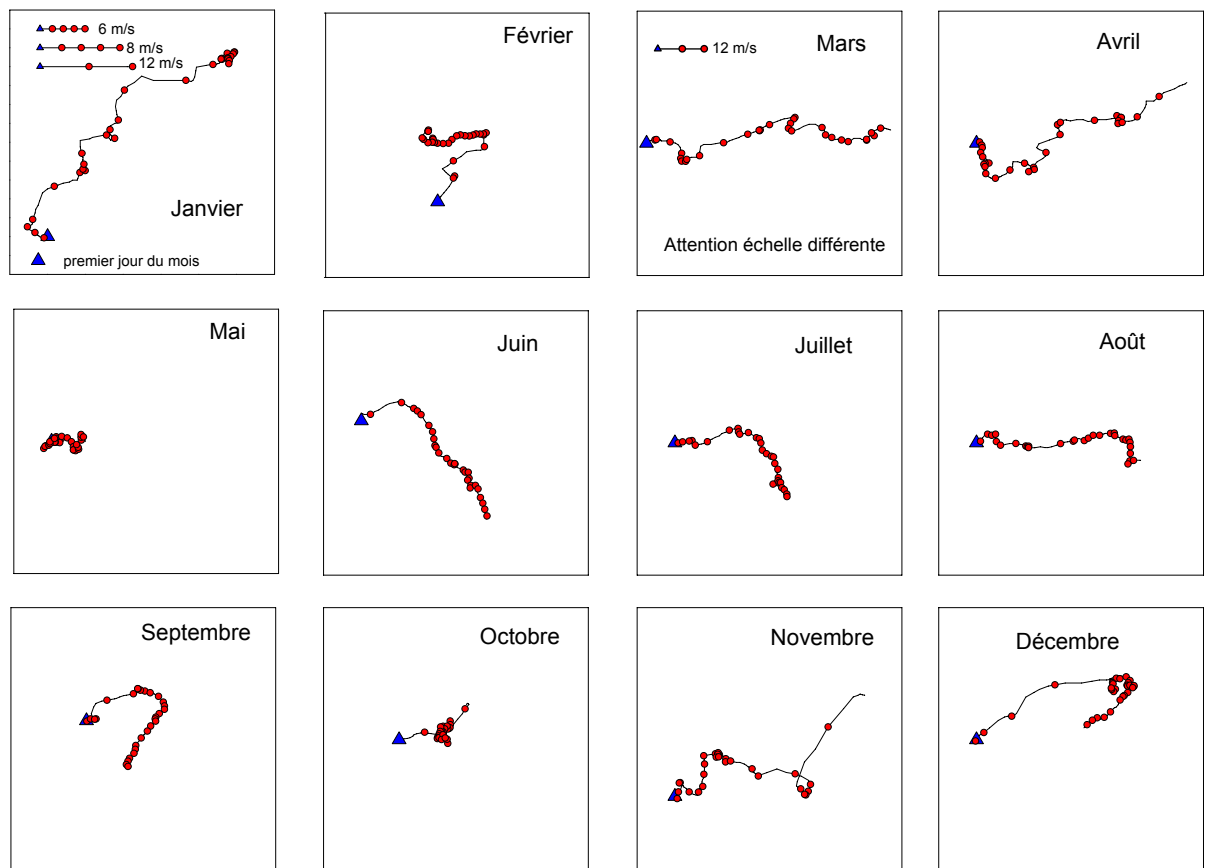 6 m/s
8 m/s
12 m/s
Janvier
premier jour du mois
Février
12 m/s
Mars
Attention échelle différente
Avril
Mai
Juin
Juillet
Août
Septembre
Octobre
Novembre
Décembre